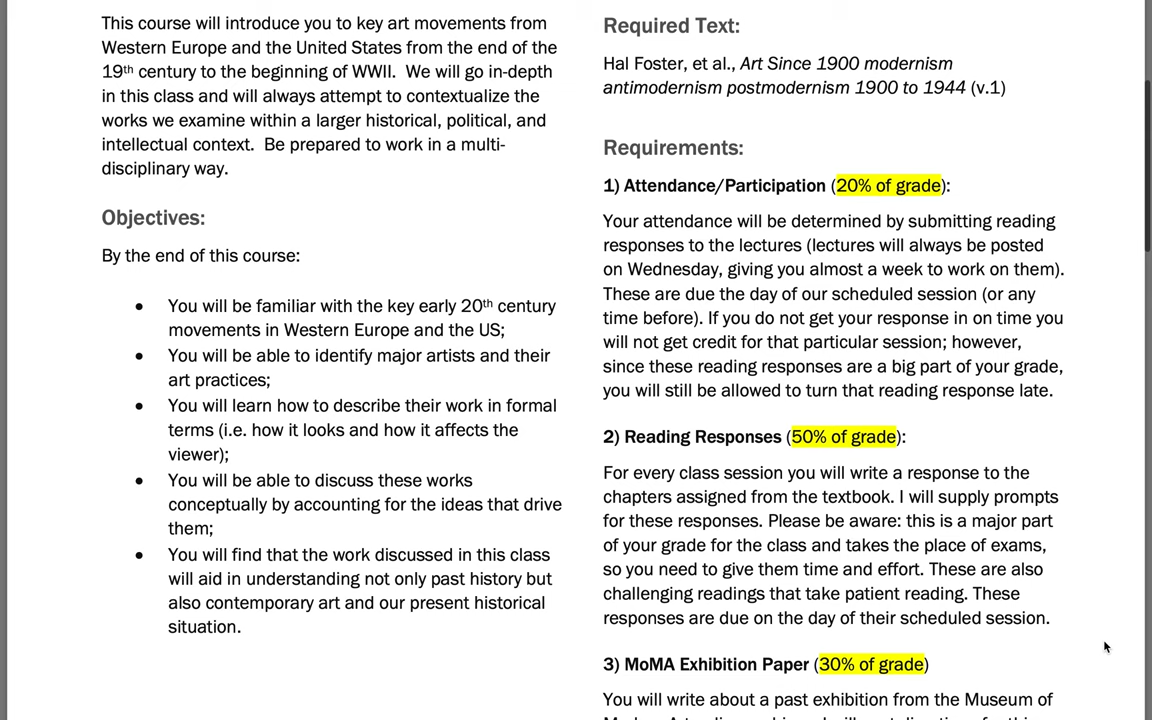 This course will introduce you to key art movements from
Western Europe and the United States from the end of the
19th century to the beginning of WWII.  We will go in-depth
in this class and will always attempt to contextualize the
works we examine within a larger historical, political, and
intellectual context.  Be prepared to work in a multi-
disciplinary way.
Objectives:
By the end of this course:
• You will be familiar with the key early 20th century
movements in Western Europe and the US;
• You will be able to identify major artists and their
art practices;
• You will learn how to describe their work in formal
terms (i.e. how it looks and how it affects the
viewer);
• You will be able to discuss these works
conceptually by accounting for the ideas that drive
them;
• You will find that the work discussed in this class
will aid in understanding not only past history but
also contemporary art and our present historical
situation.
Required Text:
Hal Foster, et al., Art Since 1900 modernism
antimodernism postmodernism 1900 to 1944 (v.1)
Requirements:
1) Attendance/Participation (20% of grade):
Your attendance will be determined by submitting reading
responses to the lectures (lectures will always be posted
on Wednesday, giving you almost a week to work on them).
These are due the day of our scheduled session (or any
time before). If you do not get your response in on time you
will not get credit for that particular session; however,
since these reading responses are a big part of your grade,
you will still be allowed to turn that reading response late.
2) Reading Responses (50% of grade):
For every class session you will write a response to the
chapters assigned from the textbook. I will supply prompts
for these responses. Please be aware: this is a major part
of your grade for the class and takes the place of exams,
so you need to give them time and effort. These are also
challenging readings that take patient reading. These
responses are due on the day of their scheduled session.
3) MoMA Exhibition Paper (30% of grade)
You will write about a past exhibition from the Museum of